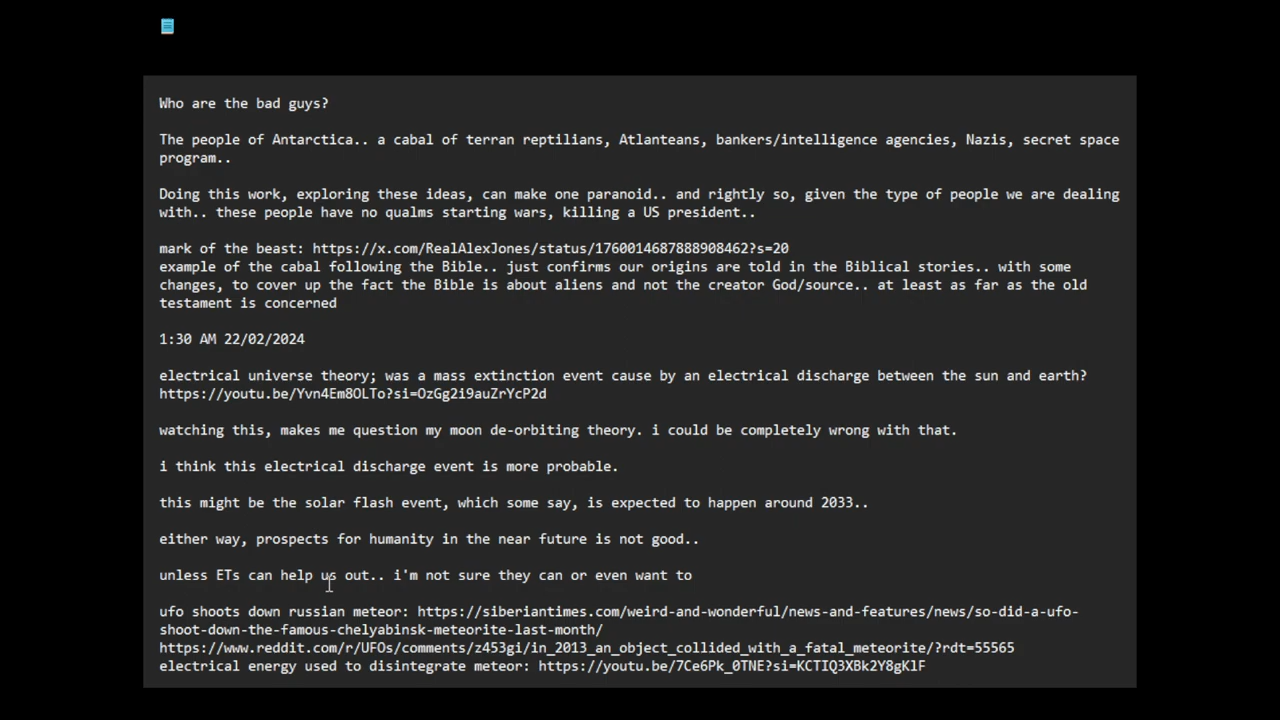 Who are the bad guys?
The people of Antarctica.. a cabal of terran reptilians, Atlanteans, bankers/intelligence agencies, Nazis, secret space
program..
Doing this work, exploring these ideas, can make one paranoid.. and rightly so, given the type of people we are dealing
with.. these people have no qualms starting wars, killing a US president..
mark of the beast: https://x.com/RealAlexJones/status/1760014687888908462?s=20
example of the cabal following the Bible.. just confirms our origins are told in the Biblical stories.. with some
changes, to cover up the fact the Bible is about aliens and not the creator God/source.. at least as far as the old
testament is concerned
1:30 AM 22/02/2024
electrical universe theory; was a mass extinction event cause by an electrical discharge between the sun and earth?
https://youtu.be/Yvn4Em8OLTo?si=OzGg2i9auZrYcP2d
watching this, makes me question my moon de-orbiting theory. i could be completely wrong with that.
i think this electrical discharge event is more probable.
this might be the solar flash event, which some say, is expected to happen around 2033..
either way, prospects for humanity in the near future is not good..
unless ETs can help us out.. i'm not sure they can or even want to
ufo shoots down russian meteor: https://siberiantimes.com/weird-and-wonderful/news-and-features/news/so-did-a-ufo-
shoot-down-the-famous-chelyabinsk-meteorite-last-month/
https://www.reddit.com/r/UFOs/comments/z453gi/in_2013_an_object_collided_with_a_fatal_meteorite/?rdt=55565
electrical energy used to disintegrate meteor: https://youtu.be/7Ce6Pk_0TNE?si=KCTIQ3XBk2Y8gKlF